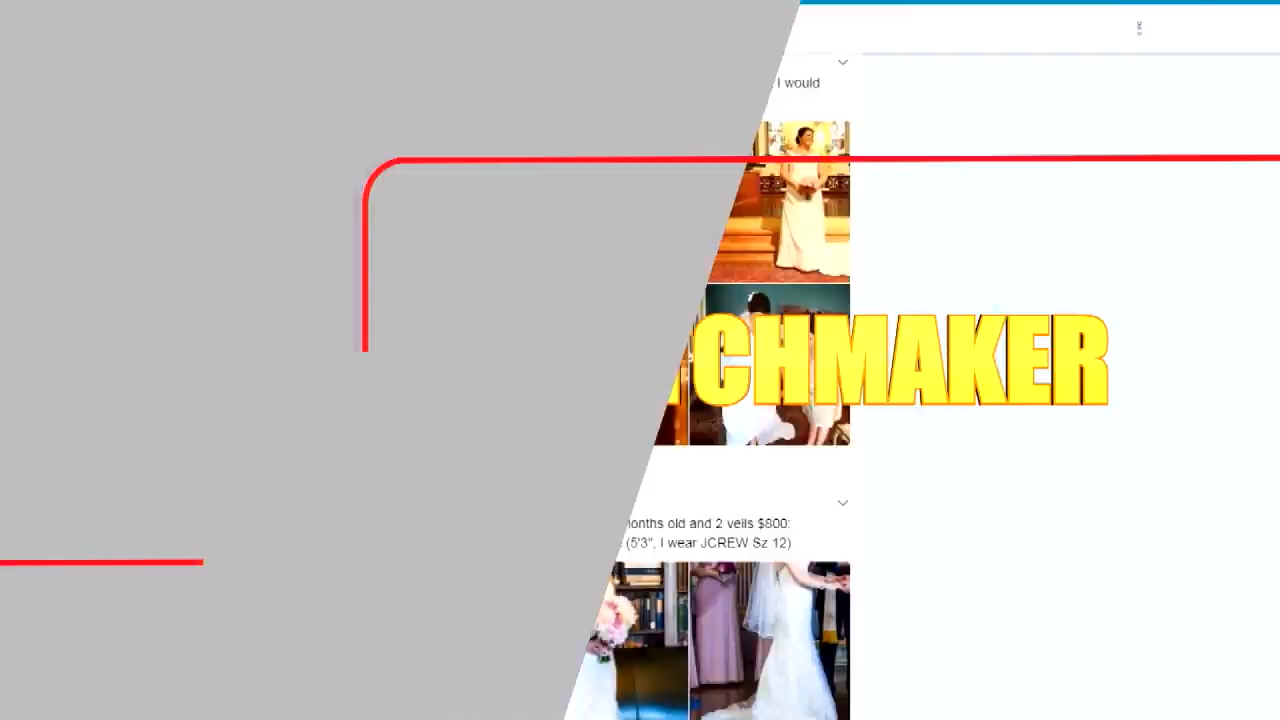 I would
CHMAKER
onths old and 2 veils $800:
(5'3", I wear JCREW Sz 12)